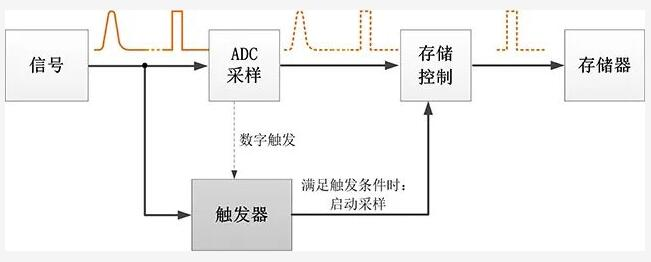 信号
ADC
采样
存储
控制
存储器
数字触发
触发器
满足触发条件时：
启动采样